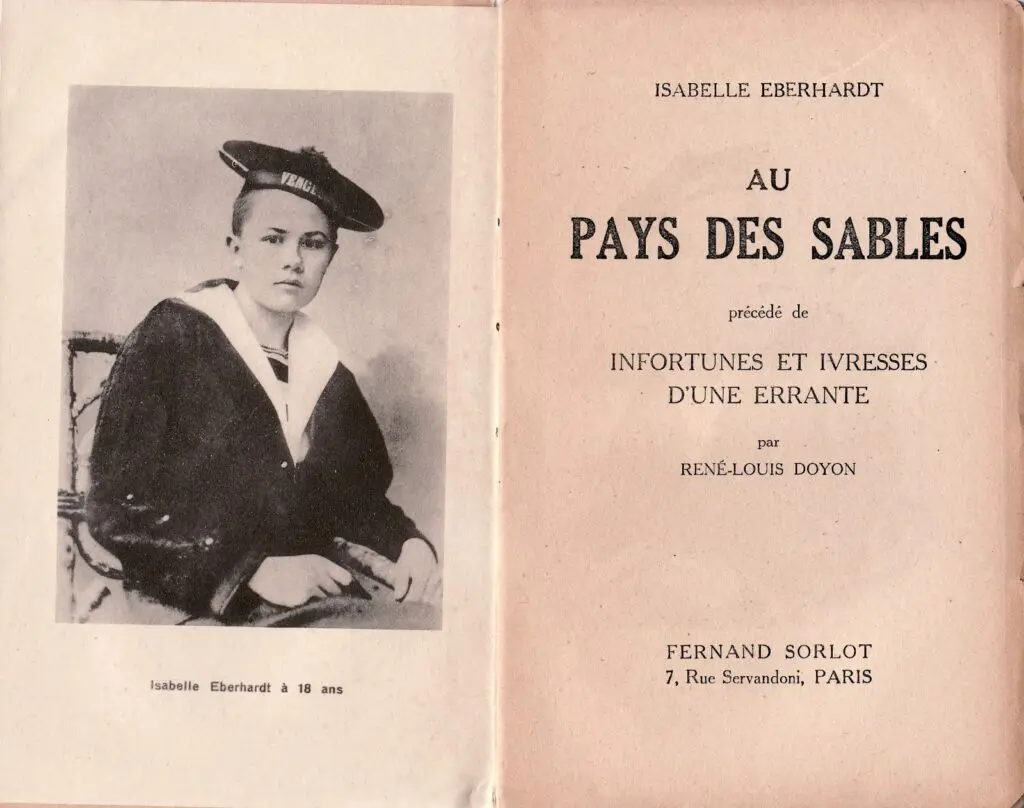 VENG
Isabelle Eberhardt à 18 ans
ISABELLE EBERHARDT
AU
PAYS DES SABLES
précédé de
INFORTUNES ET IVRESSES
D'UNE ERRANTE
par
RENÉ-LOUIS DOYON
FERNAND SORLOT
7, Rue Servandoni, PARIS